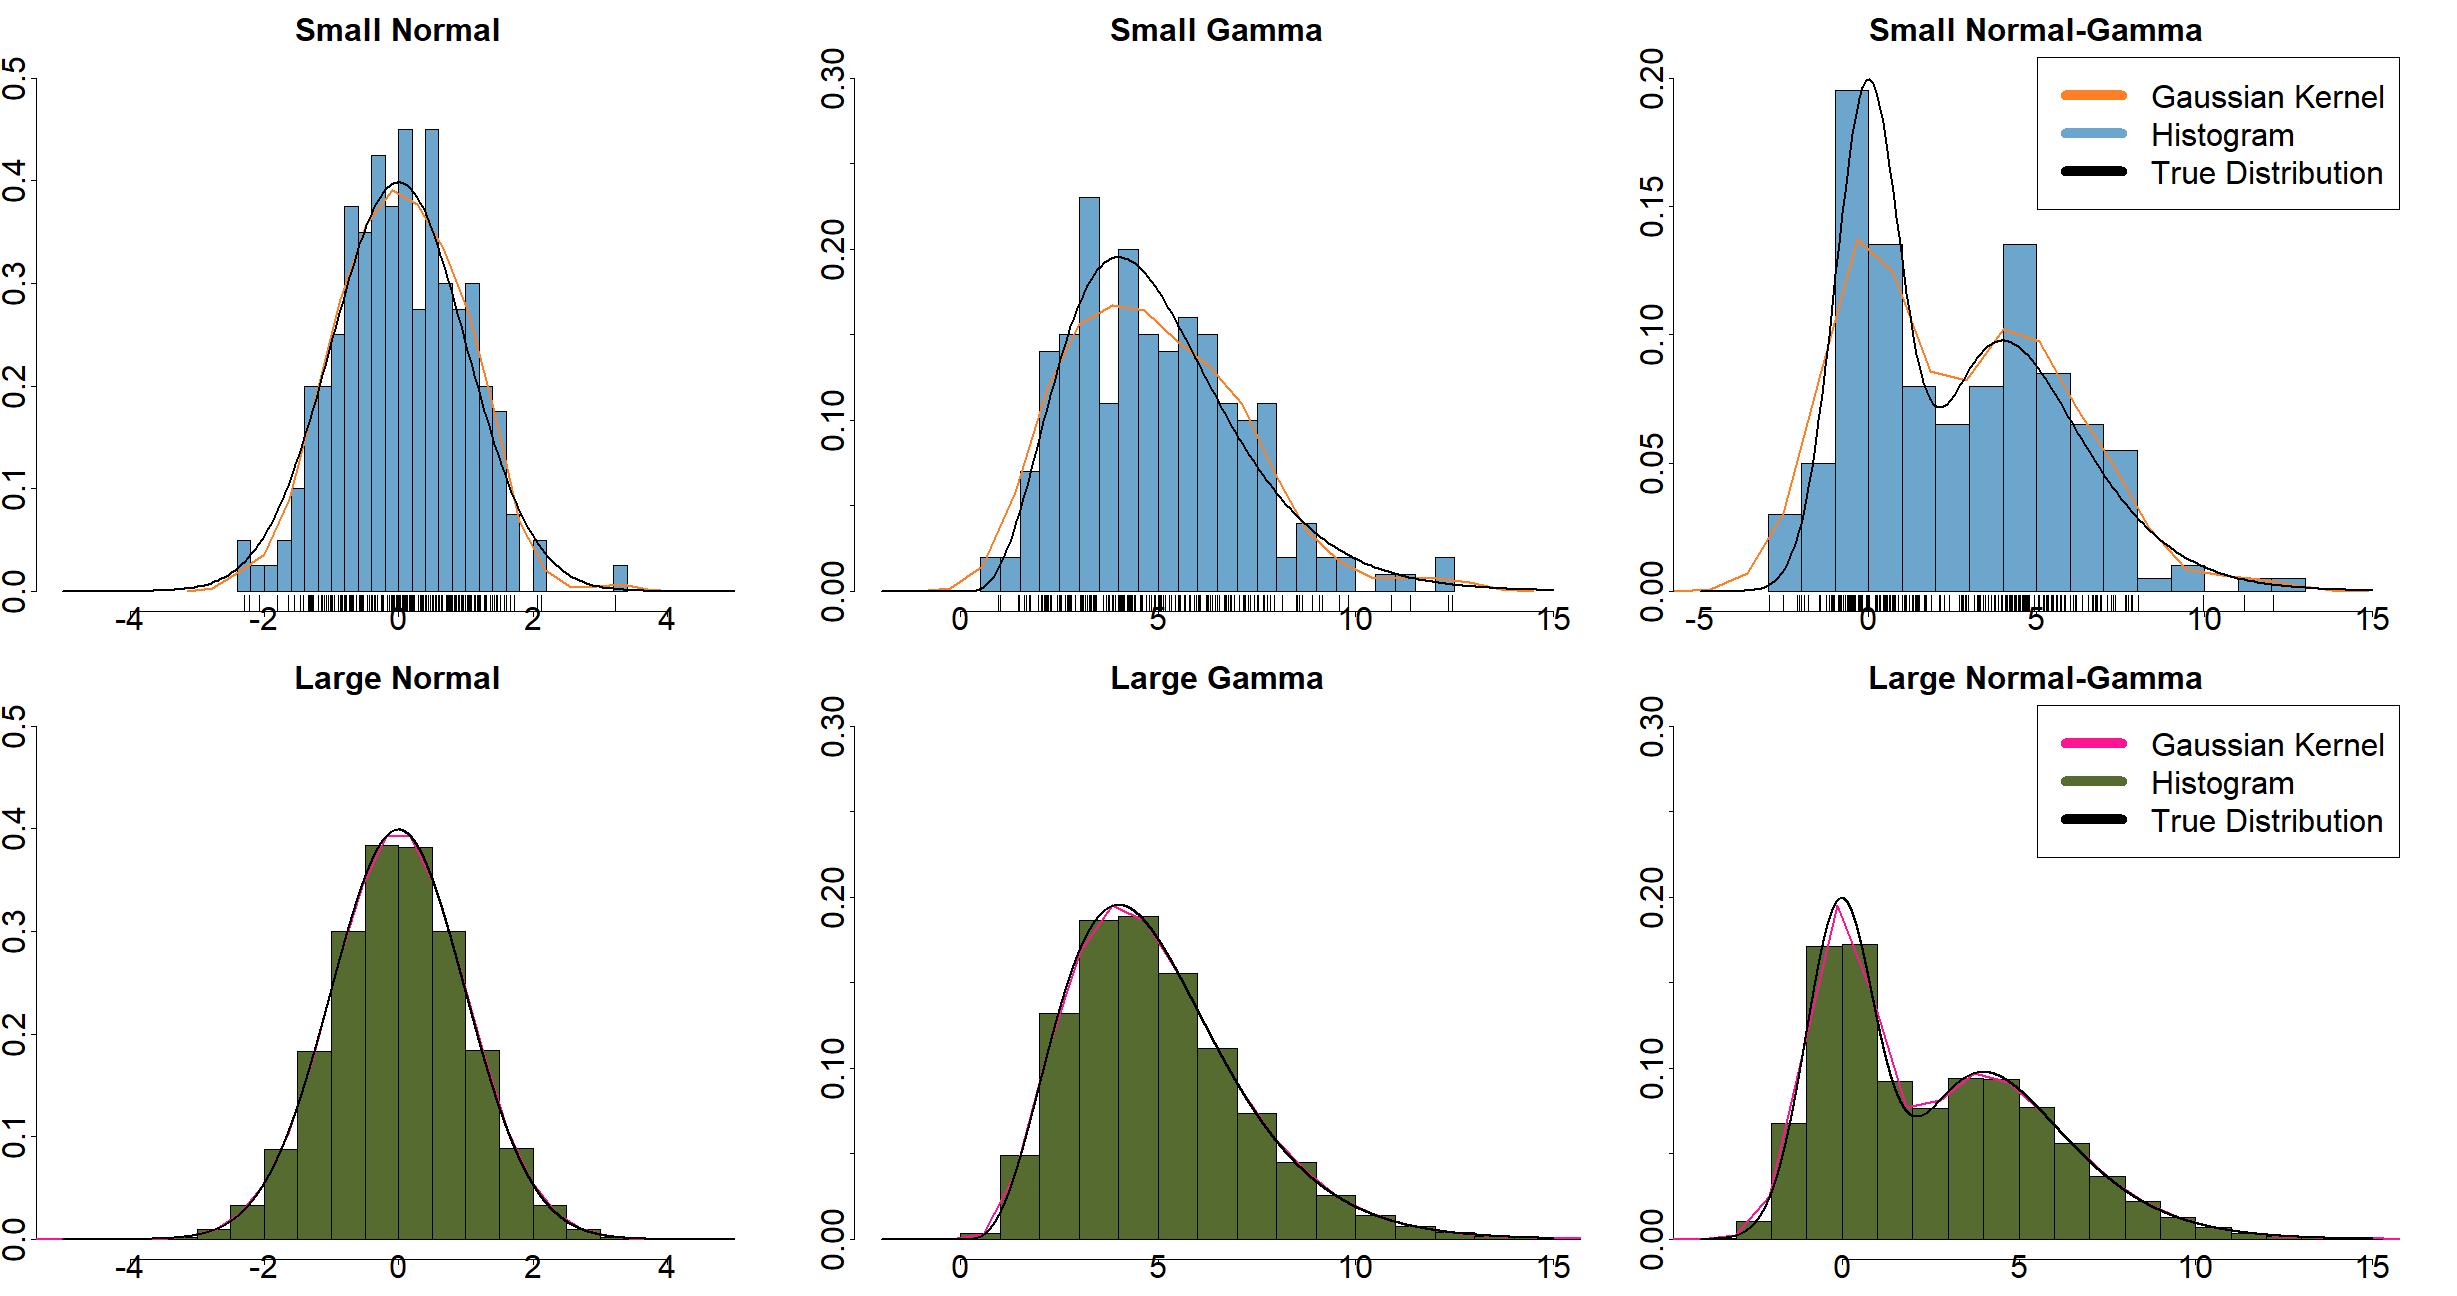 Small Normal
0.0 0.1 0.2 0.3 0.4 0.5
-4 -2 0 2 4
Small Gamma
0.00 0.10 0.20 0.30
0 5 10 15
Small Normal-Gamma
0.00 0.05 0.10 0.15 0.20
-5 0 5 10 15
Gaussian Kernel
Histogram
True Distribution
Large Normal
0.0 0.1 0.2 0.3 0.4 0.5
-4 -2 0 2 4
Large Gamma
0.00 0.10 0.20 0.30
0 5 10 15
Large Normal-Gamma
0.00 0.10 0.20 0.30
0 5 10 15
Gaussian Kernel
Histogram
True Distribution